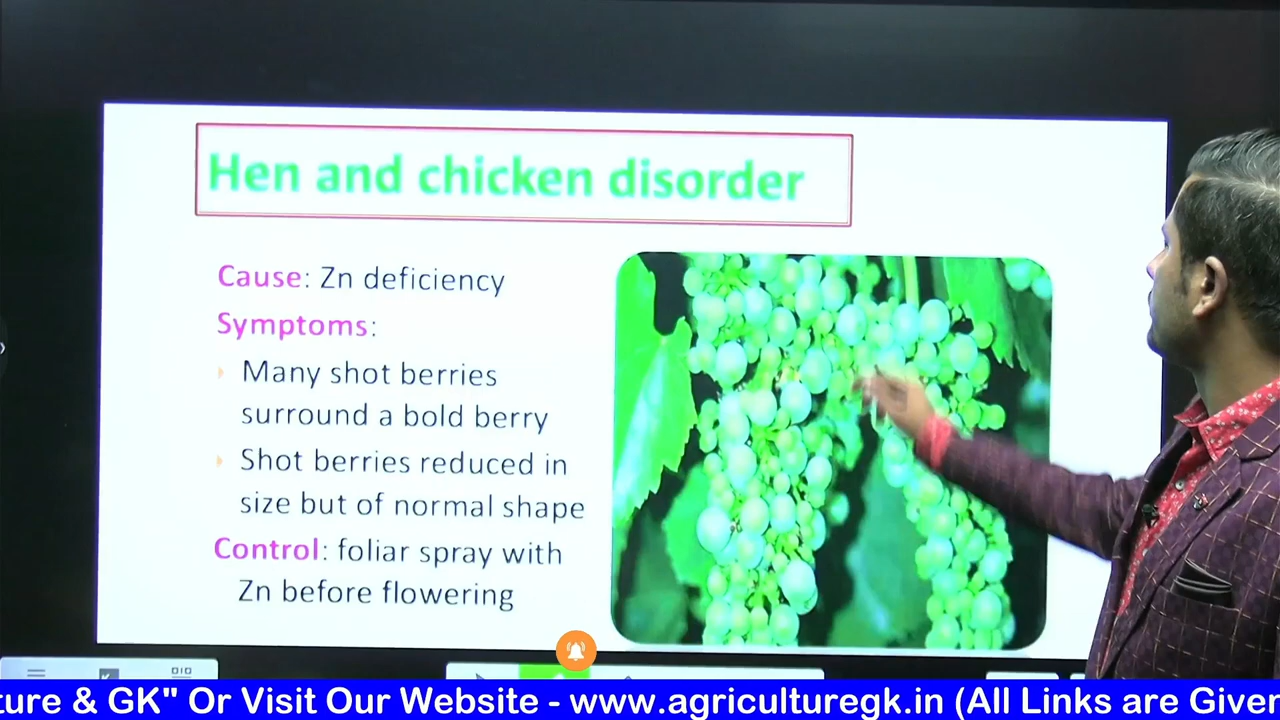 Hen and chicken disorder
Cause: Zn deficiency
Symptoms:
Many shot berries
surround a bold berry
Shot berries reduced in
size but of normal shape
Control: foliar spray with
Zn before flowering
ture & GK" Or Visit Our Website - www.agriculturegk.in (All Links are Given